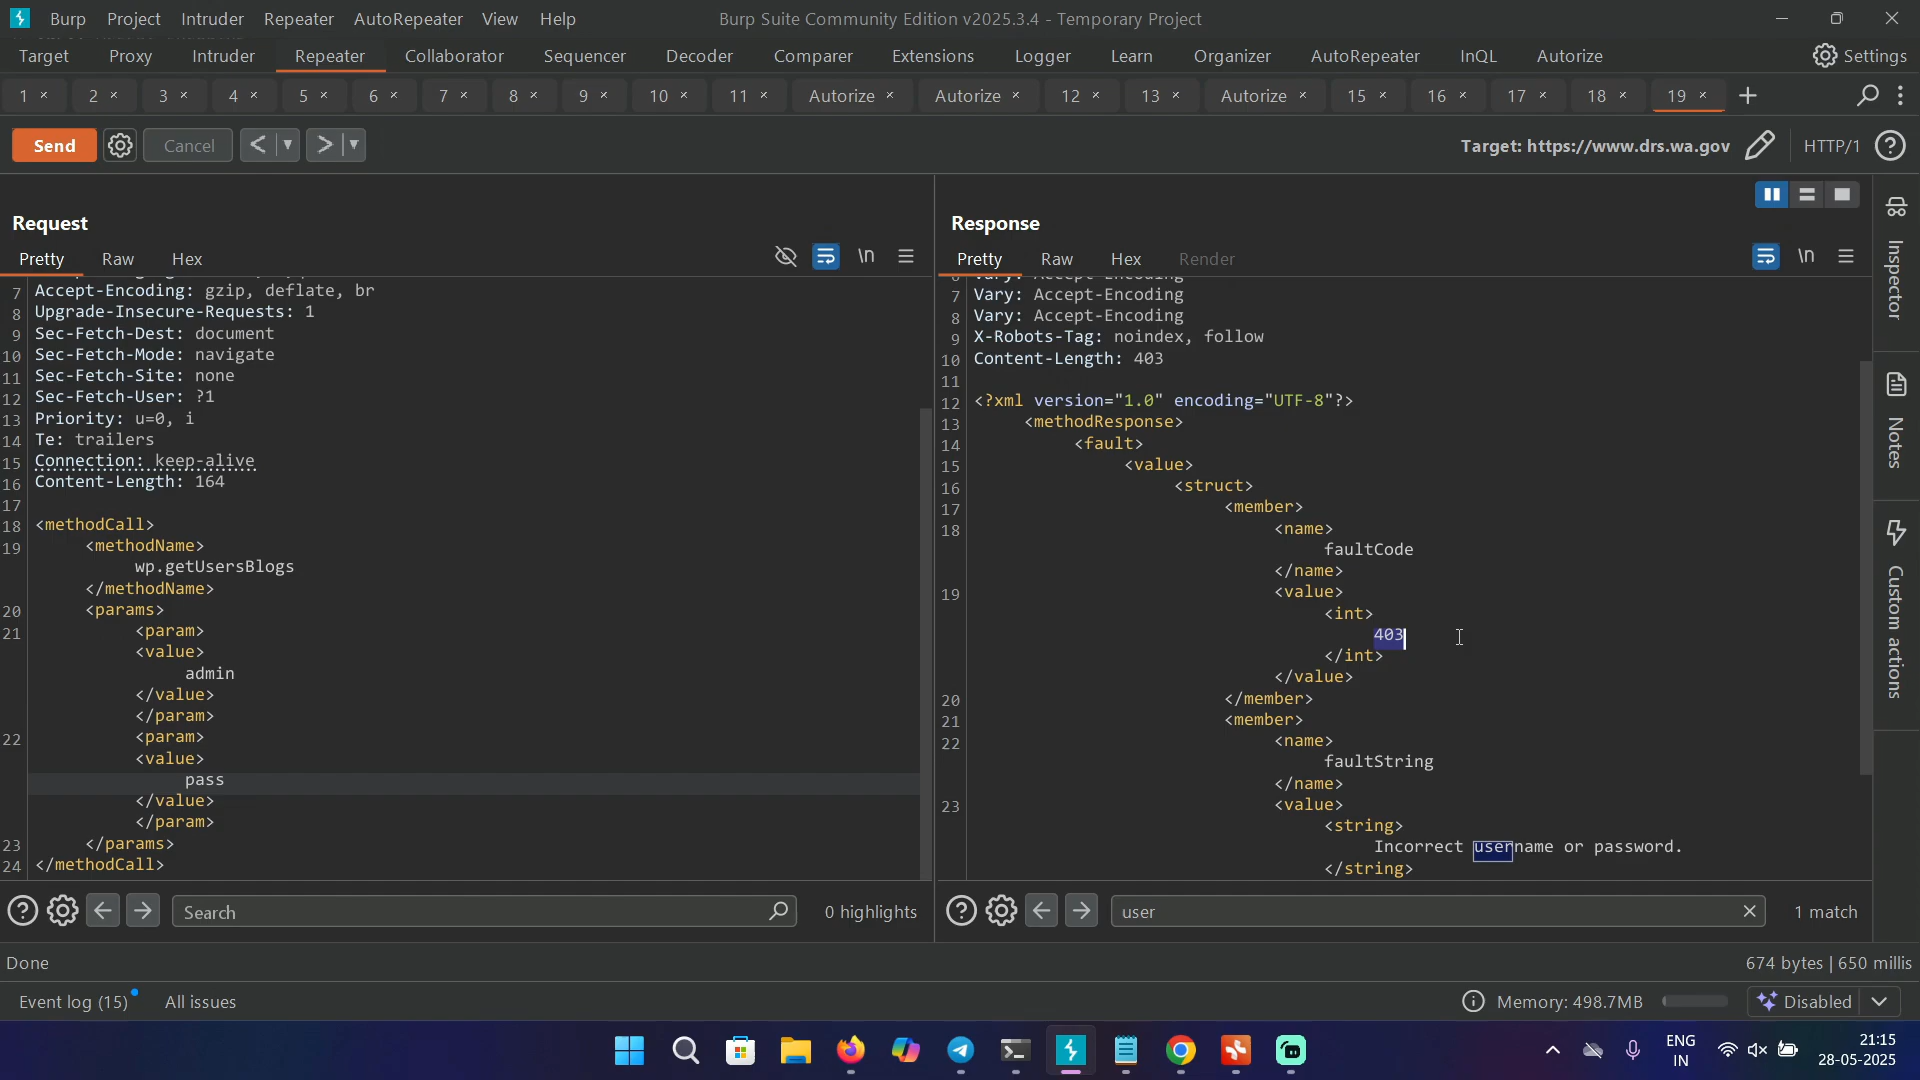 Burp Project Intruder Repeater AutoRepeater View Help Burp Suite Community Edition v2025.3.4 - Temporary Project
Target Proxy Intruder Repeater Collaborator Sequencer Decoder Comparer Extensions Logger Learn Organizer AutoRepeater InQL Autorize Settings
1 × 2 × 3 × 4 × 5 × 6 × 7 × 8 × 9 × 10 × 11 × Autorize × Autorize × 12 × 13 × Autorize × 15 × 16 × 17 × 18 × 19 × +
Send Cancel < > Target: https://www.drs.wa.gov HTTP/1 ?
Request
Pretty Raw Hex \n
7 Accept-Encoding: gzip, deflate, br
8 Upgrade-Insecure-Requests: 1
9 Sec-Fetch-Dest: document
10 Sec-Fetch-Mode: navigate
11 Sec-Fetch-Site: none
12 Sec-Fetch-User: ?1
13 Priority: u=0, i
14 Te: trailers
15 Connection: keep-alive
16 Content-Length: 164
17
18 <methodCall>
19 <methodName>
wp.getUsersBlogs
</methodName>
20 <params>
21 <param>
<value>
admin
</value>
</param>
22 <param>
<value>
pass
</value>
</param>
23 </params>
24 </methodCall>
Search 0 highlights
Response
Pretty Raw Hex Render \n
6 Vary: Accept-Encoding
7 Vary: Accept-Encoding
8 Vary: Accept-Encoding
9 X-Robots-Tag: noindex, follow
10 Content-Length: 403
11
12 <?xml version="1.0" encoding="UTF-8"?>
13 <methodResponse>
14 <fault>
15 <value>
16 <struct>
17 <member>
18 <name>
faultCode
</name>
19 <value>
<int>
403
</int>
</value>
20 </member>
21 <member>
22 <name>
faultString
</name>
23 <value>
<string>
Incorrect username or password.
</string>
user 1 match
Inspector
Notes
Custom actions
Done 674 bytes | 650 millis
Event log (15) All issues Memory: 498.7MB Disabled
ENG
IN
21:15
28-05-2025